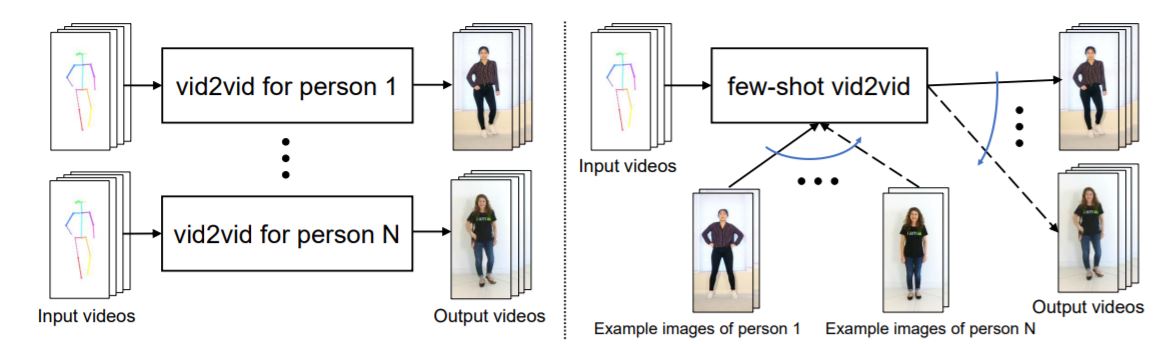 vid2vid for person 1
vid2vid for person N
Input videos
Output videos
few-shot vid2vid
Input videos
Example images of person 1
Example images of person N
Output videos